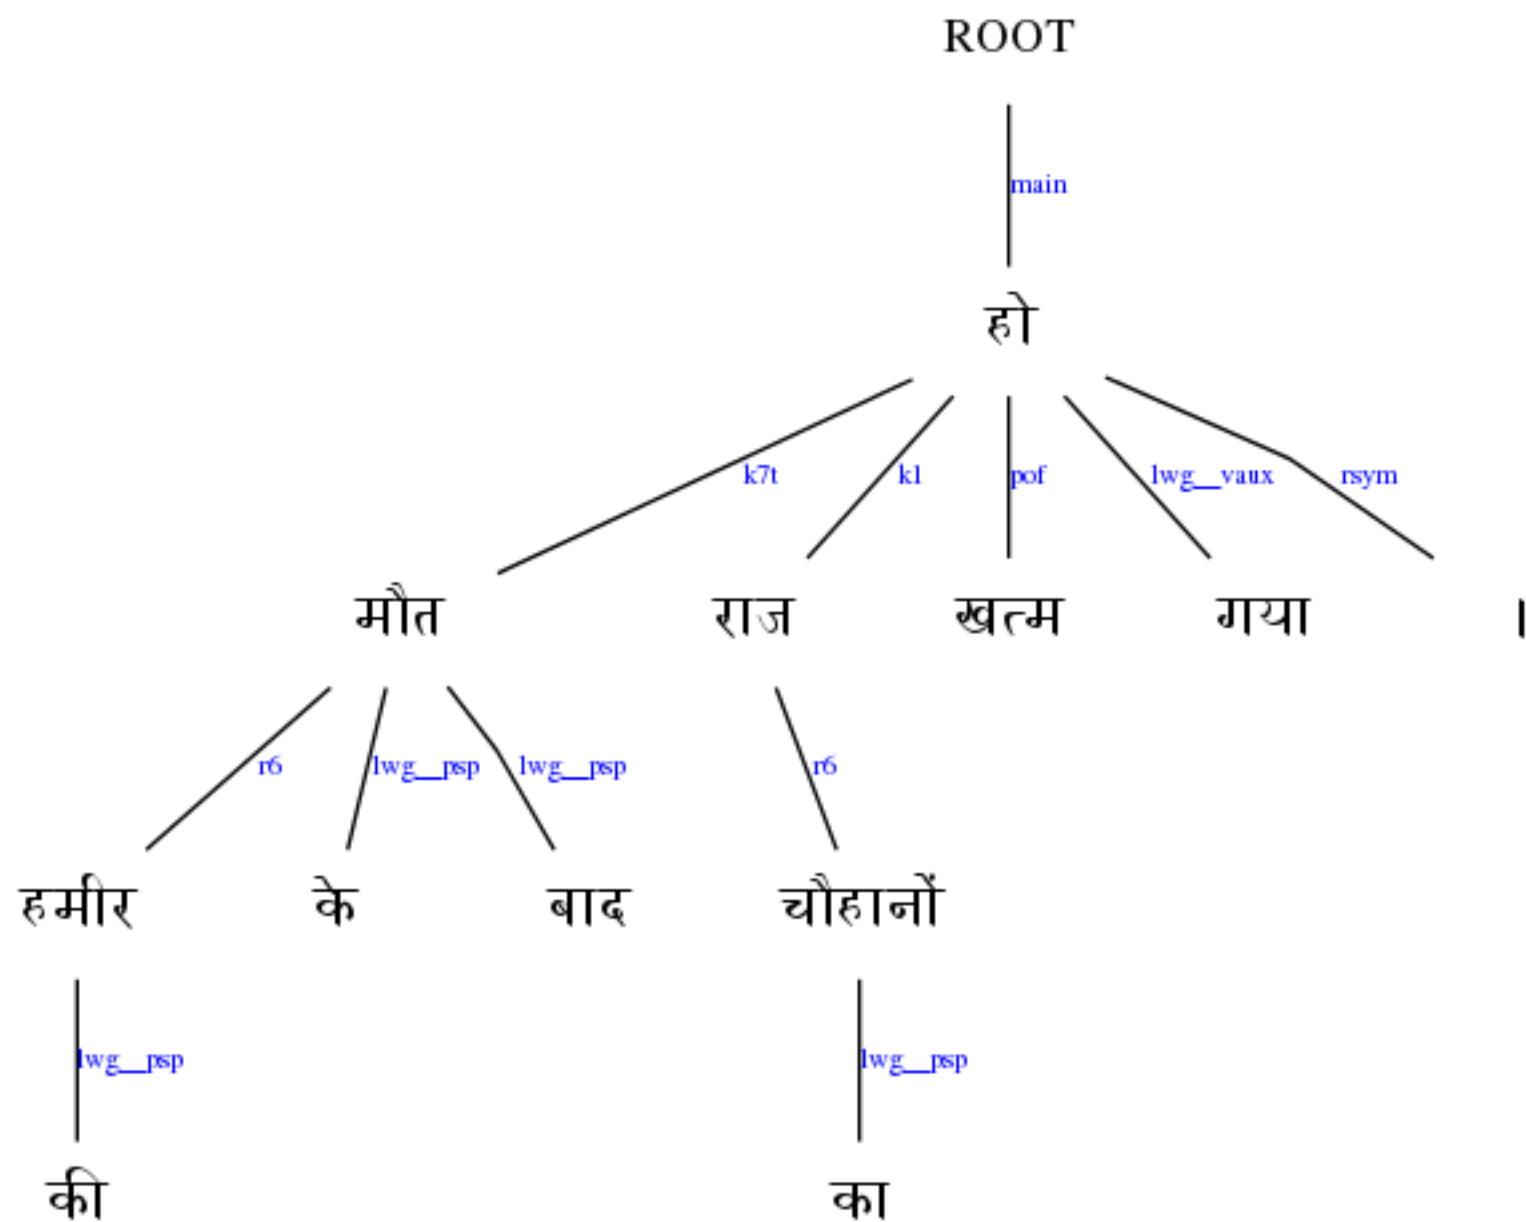 ROOT
main
हो
k7t k1 pof lwg__vaux rsym
मौत राज खत्म गया ।
r6 lwg__psp lwg__psp r6
हमीर के बाद चौहानों
lwg__psp lwg__psp
की का